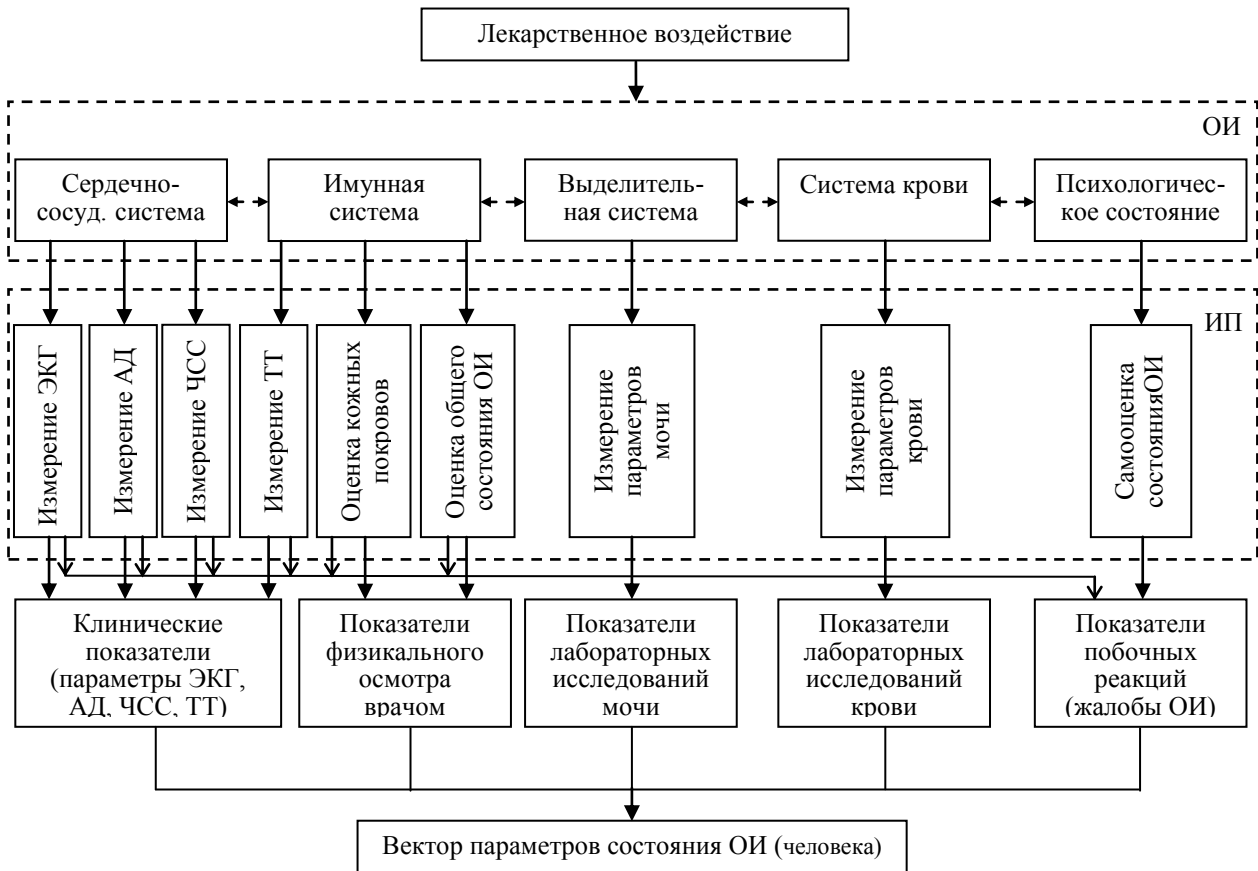 Лекарственное воздействие
ОИ
Сердечно-
сосуд. система
Имунная
система
Выделитель-
ная система
Система крови
Психологичес-
кое состояние
ИП
Измерение ЭКГ
Измерение АД
Измерение ЧСС
Измерение ТТ
Оценка кожных
покровов
Оценка общего
состояния ОИ
Измерение
параметров
мочи
Измерение
параметров
крови
Самооценка
состоянияОИ
Клинические
показатели
(параметры ЭКГ,
АД, ЧСС, ТТ)
Показатели
физикального
осмотра
врачом
Показатели
лабораторных
исследований
мочи
Показатели
лабораторных
исследований
крови
Показатели
побочных
реакций
(жалобы ОИ)
Вектор параметров состояния ОИ (человека)